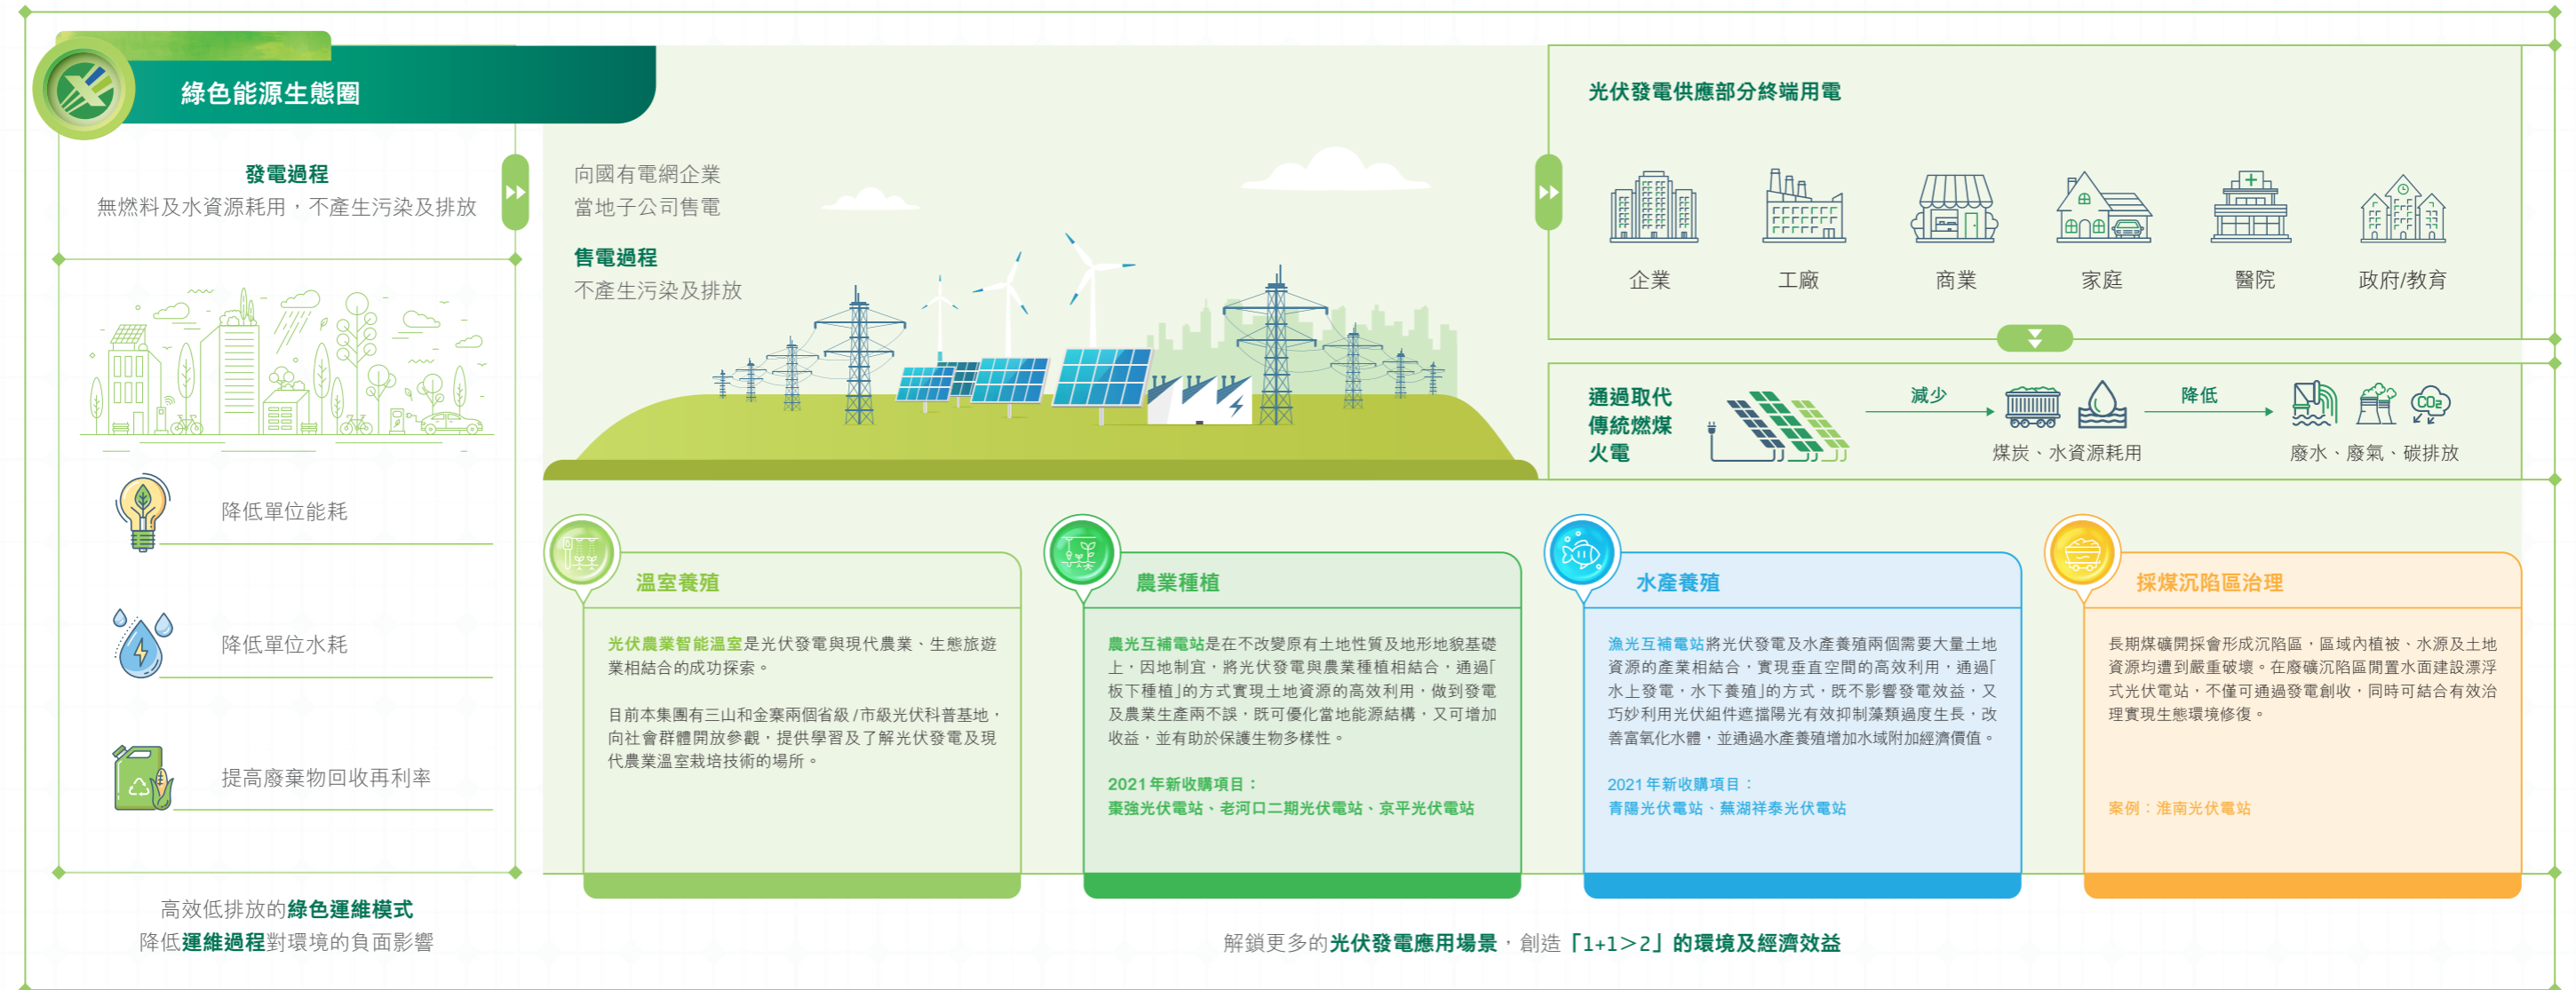 綠色能源生態圈
發電過程
無燃料及水資源耗用，不產生污染及排放
降低單位能耗
降低單位水耗
提高廢棄物回收再利率
高效低排放的綠色運維模式
降低運維過程對環境的負面影響
向國有電網企業
當地子公司售電
售電過程
不產生污染及排放
光伏發電供應部分終端用電
企業
工廠
商業
家庭
醫院
政府/教育
通過取代
傳統燃煤
火電
減少
煤炭、水資源耗用
降低
CO₂
廢水、廢氣、碳排放
溫室養殖
光伏農業智能溫室是光伏發電與現代農業、生態旅遊
業相結合的成功探索。
目前本集團有三山和金寨兩個省級/市級光伏科普基地，
向社會群體開放參觀，提供學習及了解光伏發電及現
代農業溫室栽培技術的場所。
農業種植
農光互補電站是在不改變原有土地性質及地形地貌基礎
上，因地制宜，將光伏發電與農業種植相結合，通過「
板下種植」的方式實現土地資源的高效利用，做到發電
及農業生產兩不誤，既可優化當地能源結構，又可增加
收益，並有助於保護生物多樣性。
2021年新收購項目：
棗強光伏電站、老河口二期光伏電站、京平光伏電站
水產養殖
漁光互補電站將光伏發電及水產養殖兩個需要大量土地
資源的產業相結合，實現垂直空間的高效利用，通過「
水上發電，水下養殖」的方式，既不影響發電效益，又
巧妙利用光伏組件遮擋陽光有效抑制藻類過度生長，改
善富氧化水體，並通過水產養殖增加水域附加經濟價值。
2021年新收購項目：
青陽光伏電站、蕪湖祥泰光伏電站
採煤沉陷區治理
長期煤礦開採會形成沉陷區，區域內植被、水源及土地
資源均遭到嚴重破壞。在廢礦沉陷區閒置水面建設漂浮
式光伏電站，不僅可通過發電創收，同時可結合有效治
理實現生態環境修復。
案例：淮南光伏電站
解鎖更多的光伏發電應用場景，創造「1+1＞2」的環境及經濟效益